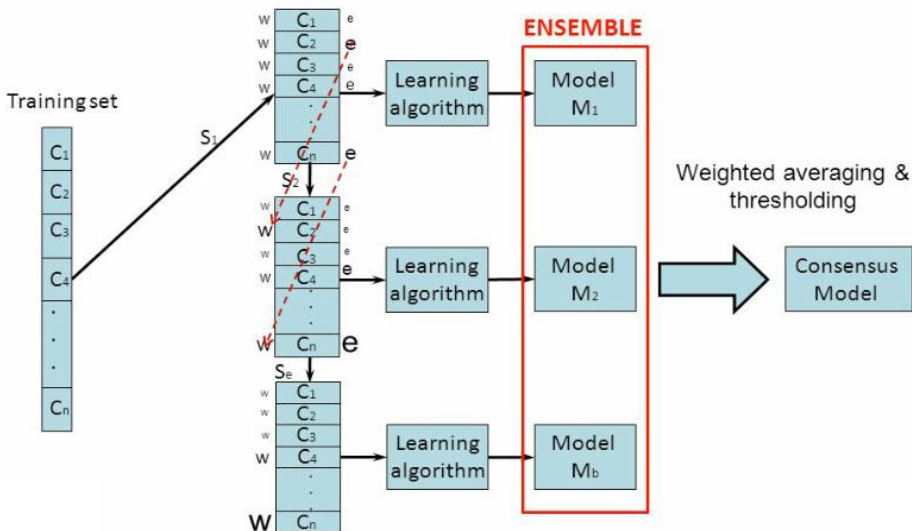 Training set
C1
C2
C3
C4
.
.
.
Cn
S1
w C1 e
w C2 e
w C3 e
w C4 e
.
.
w Cn e
Learning
algorithm
ENSEMBLE
Model
M1
S2
w C1 e
w C2
w C3 e
w C4 e
.
.
w Cn e
Learning
algorithm
Model
M2
Se
w C1
w C2
w C3
w C4
.
.
w Cn
Learning
algorithm
Model
Mb
Weighted averaging &
thresholding
Consensus
Model